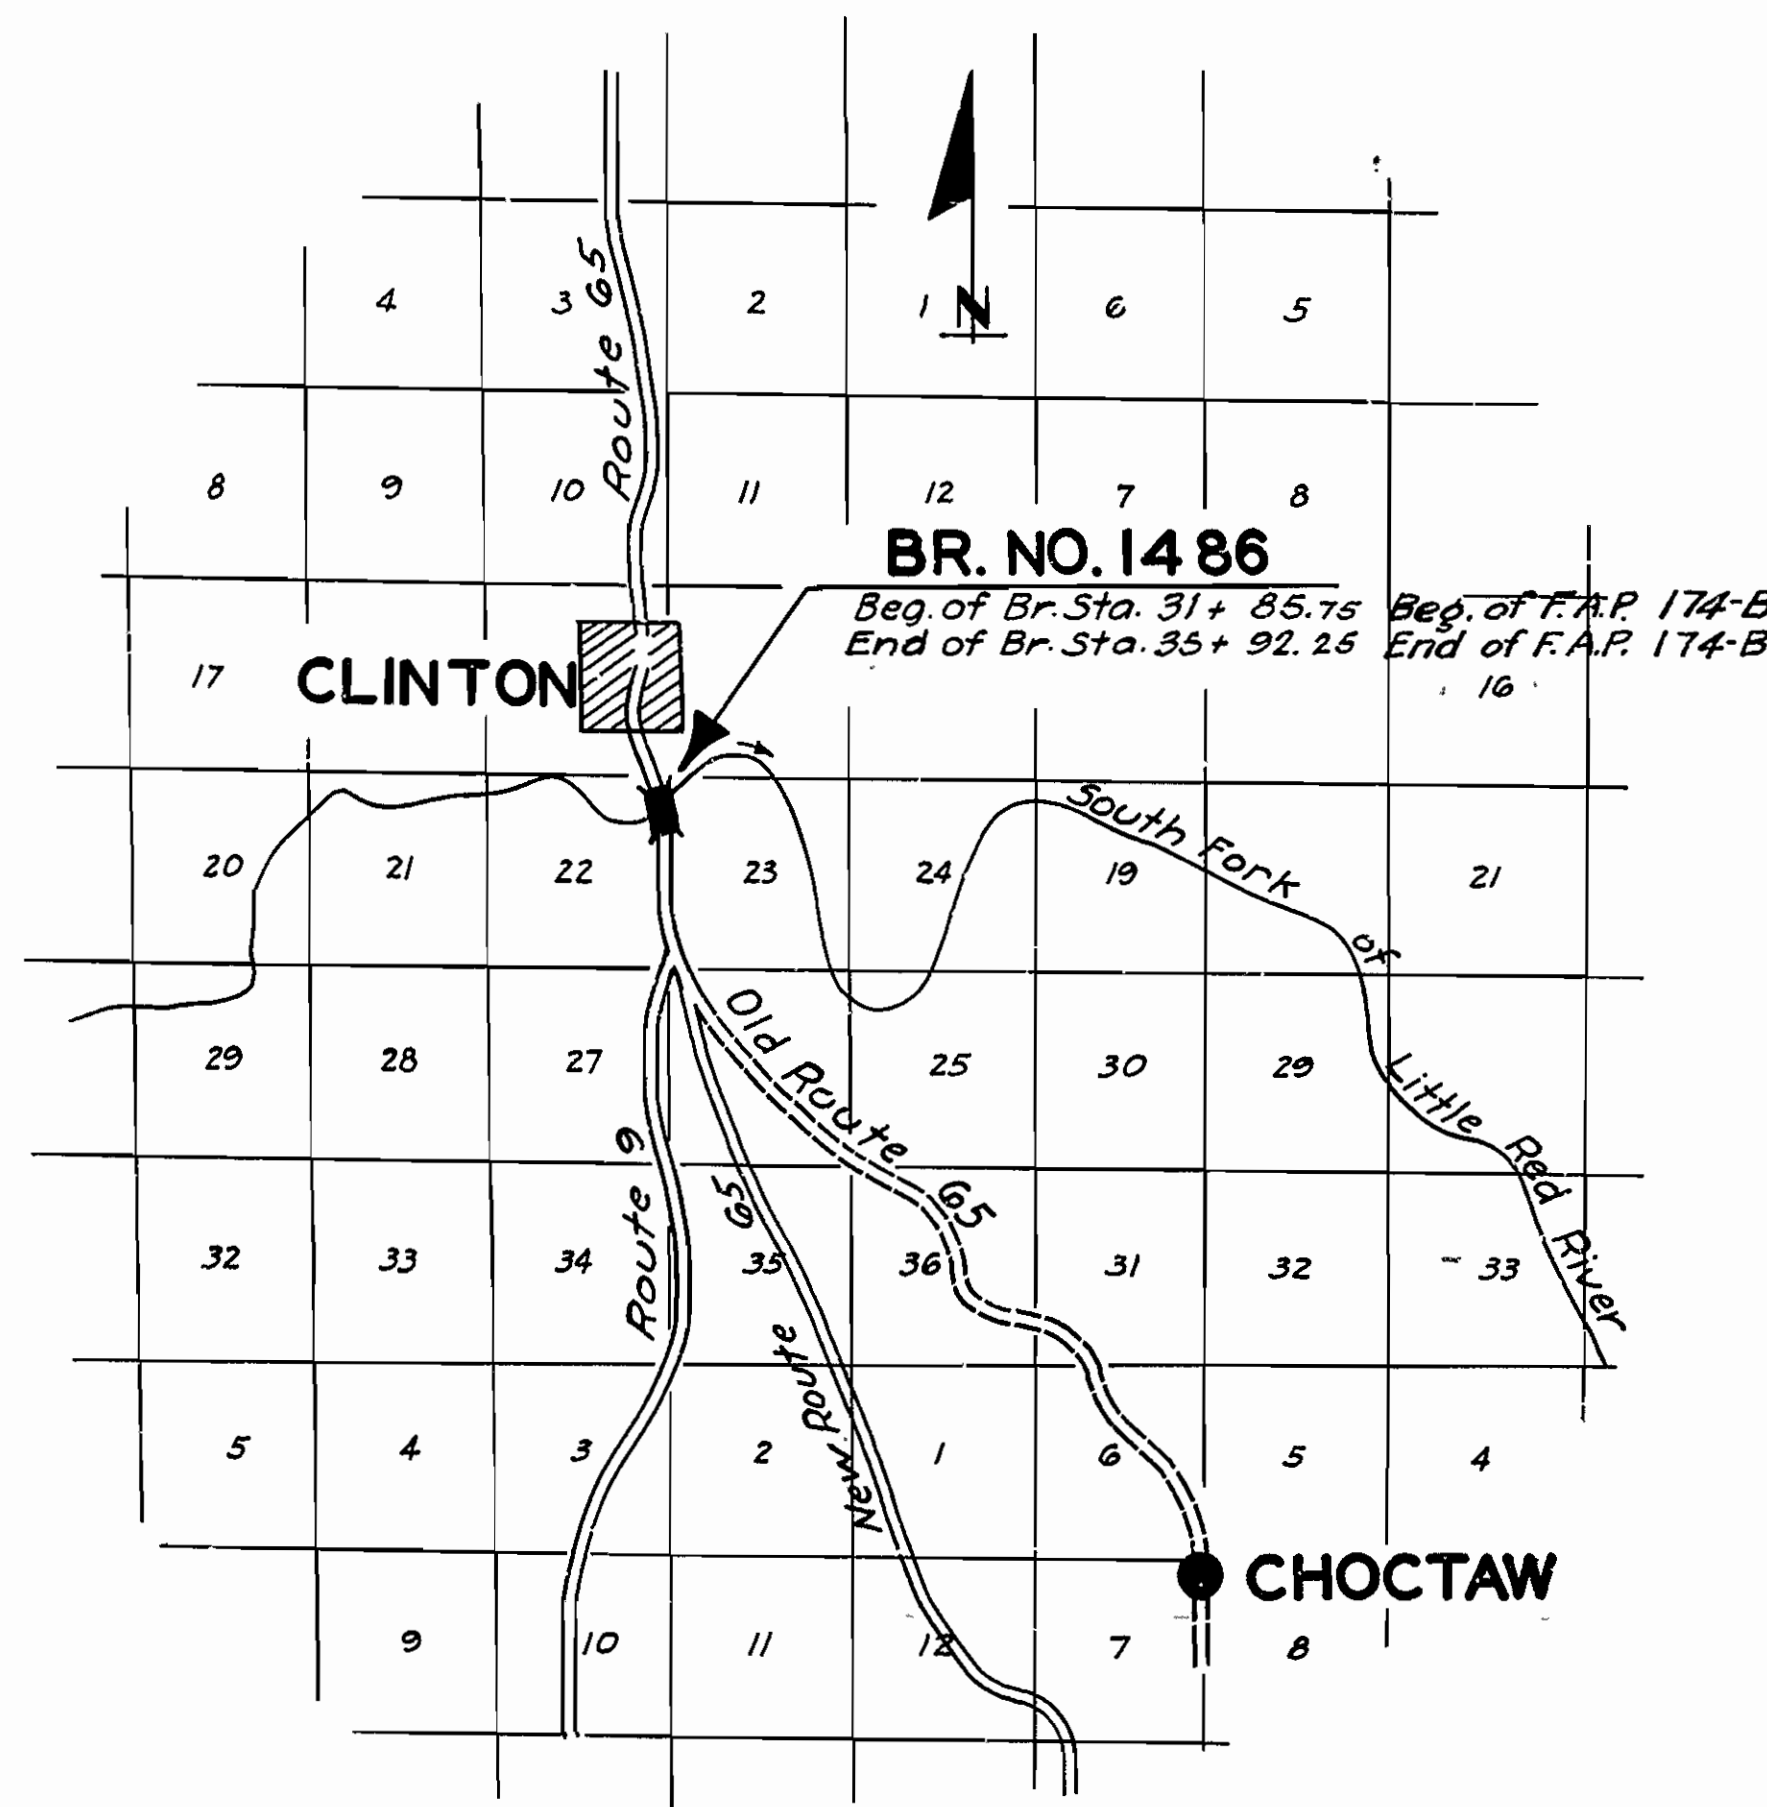 4 3 2 1 N 6 5
Route 65
8 9 10 11 12 7 8
BR. NO. 1486
Beg. of Br. Sta. 31 + 85.75 Beg. of F.A.P. 174-B
End of Br. Sta. 35 + 92.25 End of F.A.P. 174-B
17 CLINTON 16
20 21 22 23 24 19 21
South Fork of Little Red River
29 28 27 25 30 29
Old Route 65
Route 9
New Route 65
32 33 34 35 36 31 32 33
5 4 3 2 1 6 5 4
CHOCTAW
9 10 11 12 7 8